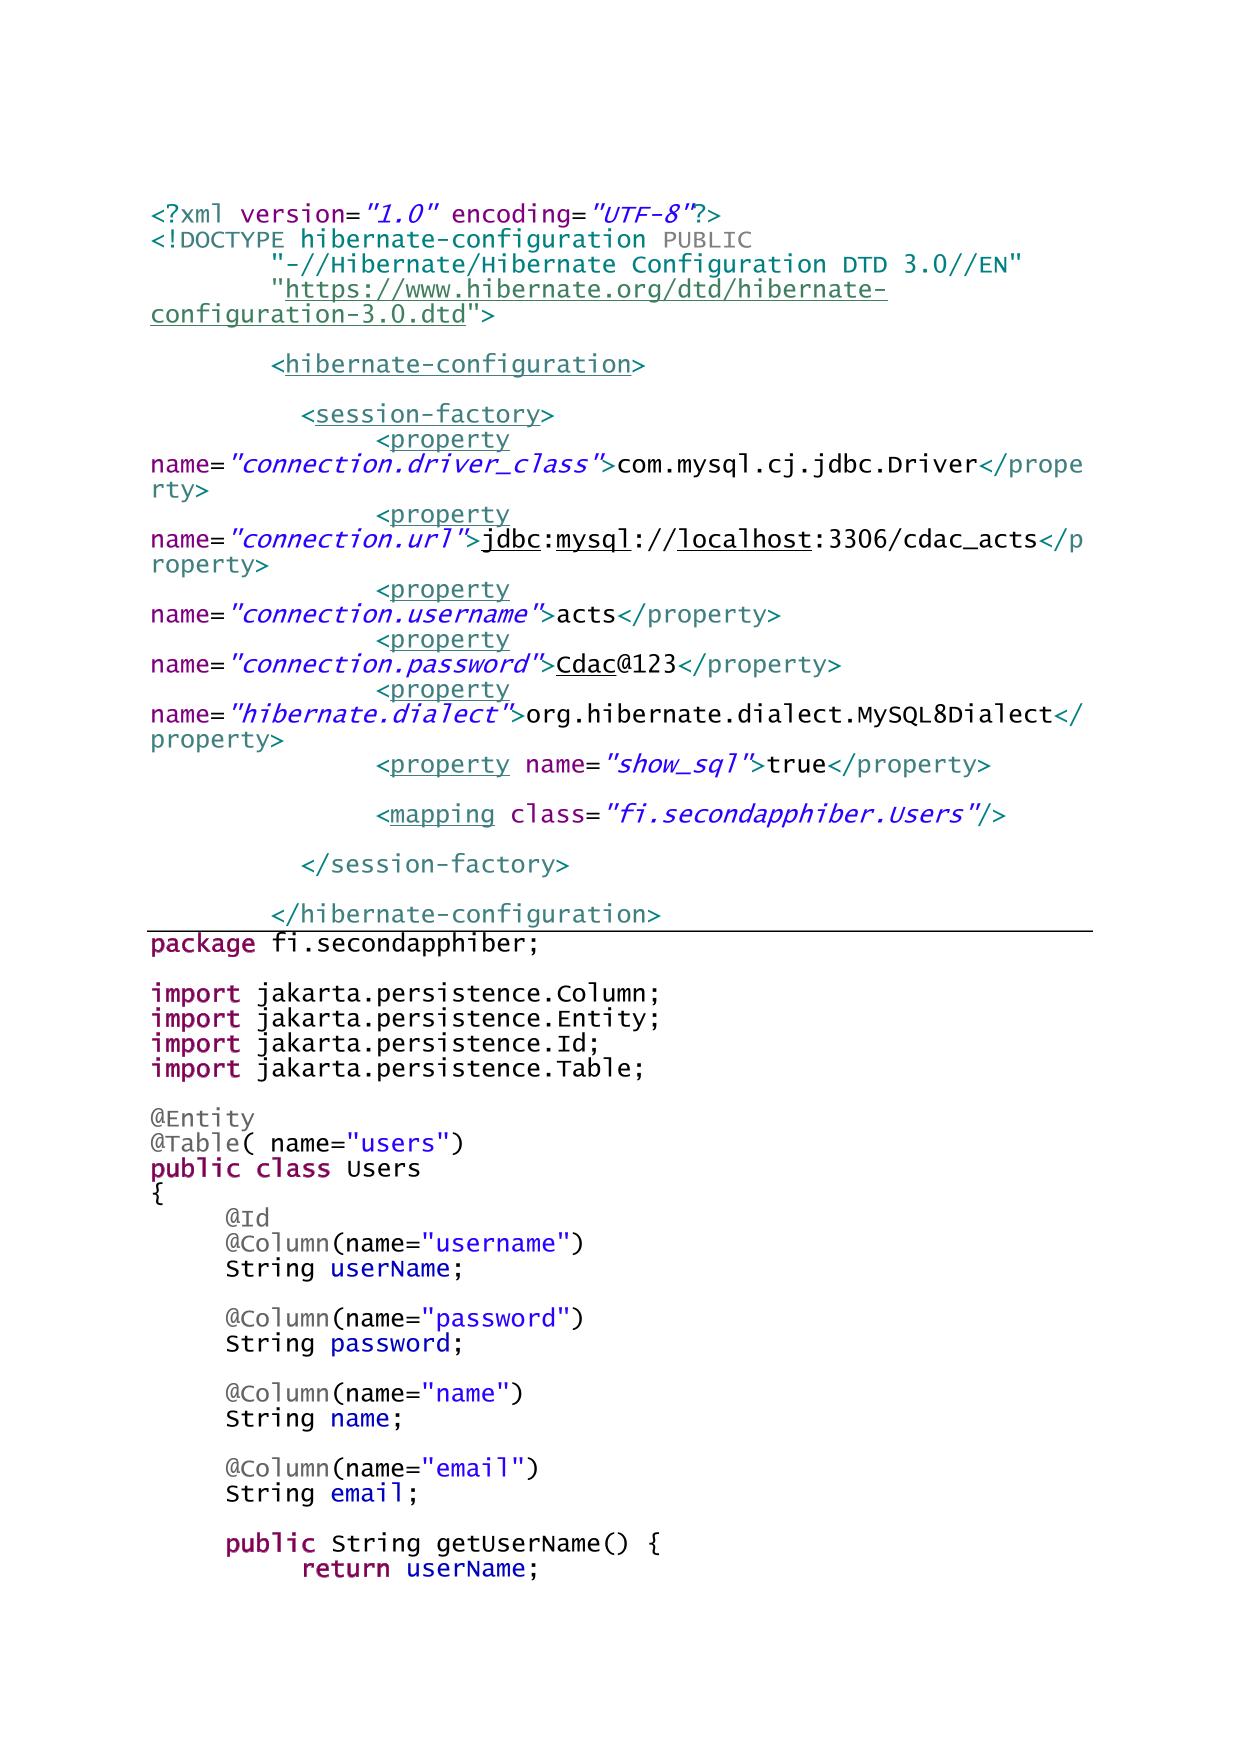 <?xml version="1.0" encoding="UTF-8"?>
<!DOCTYPE hibernate-configuration PUBLIC
"-//Hibernate/Hibernate Configuration DTD 3.0//EN"
"https://www.hibernate.org/dtd/hibernate-
configuration-3.0.dtd">
<hibernate-configuration>
<session-factory>
<property
name="connection.driver_class">com.mysql.cj.jdbc.Driver</prope
rty>
<property
name="connection.url">jdbc:mysql://localhost:3306/cdac_acts</p
roperty>
<property
name="connection.username">acts</property>
<property
name="connection.password">Cdac@123</property>
<property
name="hibernate.dialect">org.hibernate.dialect.MySQL8Dialect</
property>
<property name="show_sql">true</property>
<mapping class="fi.secondapphiber.Users"/>
</session-factory>
</hibernate-configuration>
package fi.secondapphiber;
import jakarta.persistence.Column;
import jakarta.persistence.Entity;
import jakarta.persistence.Id;
import jakarta.persistence.Table;
@Entity
@Table( name="users")
public class Users
{
@Id
@Column(name="username")
String userName;
@Column(name="password")
String password;
@Column(name="name")
String name;
@Column(name="email")
String email;
public String getUserName() {
return userName;